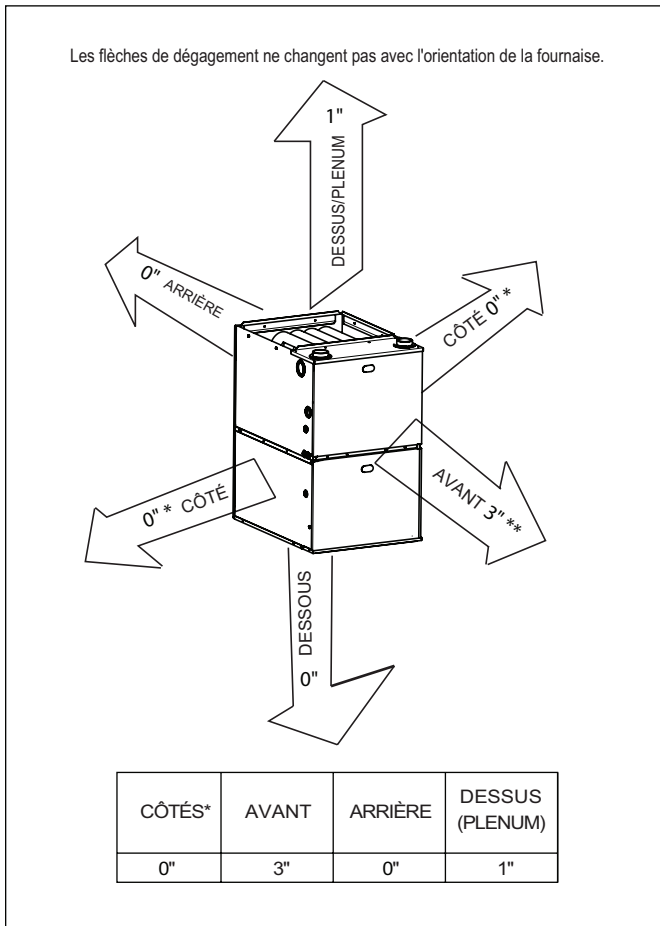 Les flèches de dégagement ne changent pas avec l'orientation de la fournaise.
1"
DESSUS/PLENUM
0" ARRIÈRE
CÔTÉ 0" *
0" * CÔTÉ
AVANT 3" **
DESSOUS
0"
CÔTÉS* AVANT ARRIÈRE DESSUS (PLENUM)
0" 3" 0" 1"